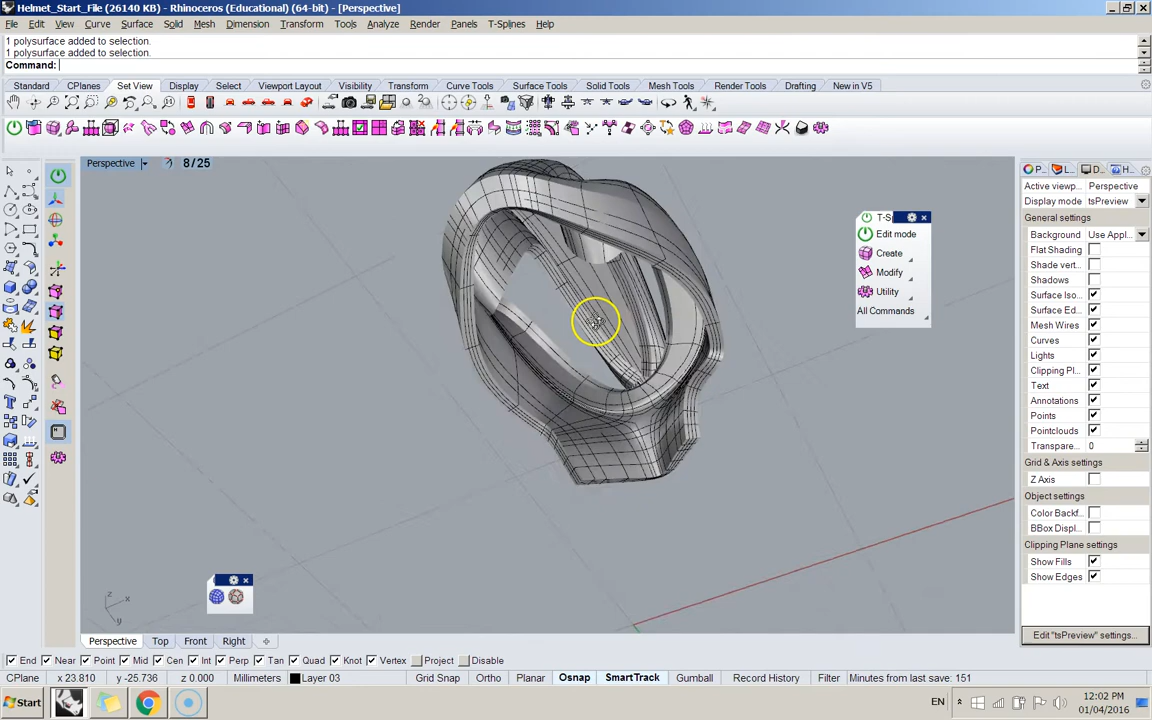 Helmet_Start_File (26140 KB) - Rhinoceros (Educational) (64-bit) - [Perspective]
File Edit View Curve Surface Solid Mesh Dimension Transform Tools Analyze Render Panels T-Splines Help
1 polysurface added to selection.
1 polysurface added to selection.
Command:
Standard CPlanes Set View Display Select Viewport Layout Visibility Transform Curve Tools Surface Tools Solid Tools Mesh Tools Render Tools Drafting New in V5
Perspective 8/25
P... L... D... H...
Active viewp... Perspective
Display mode tsPreview
General settings
Background Use Appl...
Flat Shading
Shade vert...
Shadows
Surface Iso...
Surface Ed...
Mesh Wires
Curves
Lights
Clipping Pl...
Text
Annotations
Points
Pointclouds
Transpare... 0
Grid & Axis settings
Z Axis
Object settings
Color Backf...
BBox Displ...
Clipping Plane settings
Show Fills
Show Edges
Edit "tsPreview" settings...
T-S
Edit mode
Create
Modify
Utility
All Commands
z x y
Perspective Top Front Right
End Near Point Mid Cen Int Perp Tan Quad Knot Vertex Project Disable
CPlane x 23.810 y -25.736 z 0.000 Millimeters Layer 03 Grid Snap Ortho Planar Osnap SmartTrack Gumball Record History Filter Minutes from last save: 151
Start EN 12:02 PM
01/04/2016